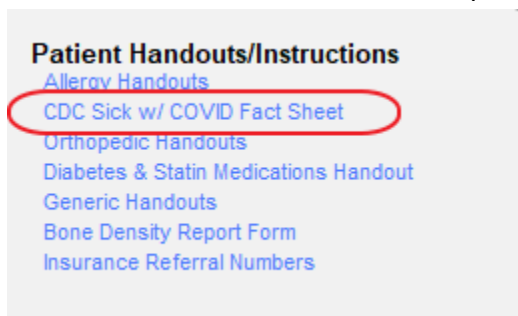 Patient Handouts/Instructions
Allergy Handouts
CDC Sick w/ COVID Fact Sheet
Orthopedic Handouts
Diabetes & Statin Medications Handout
Generic Handouts
Bone Density Report Form
Insurance Referral Numbers